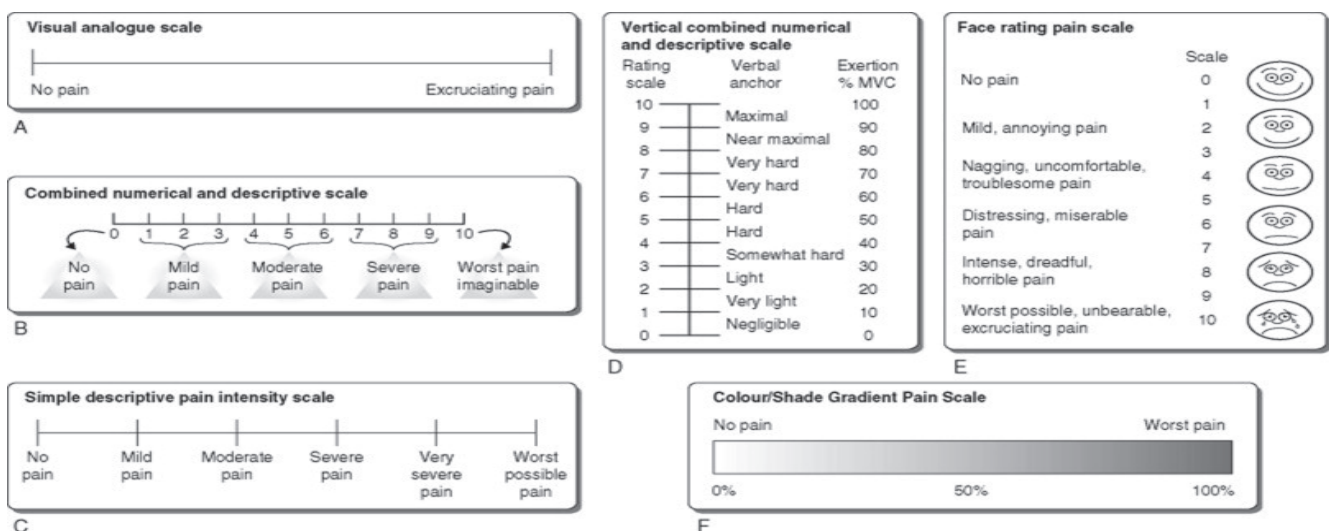 Visual analogue scale
No pain
Excruciating pain
A
Combined numerical and descriptive scale
0 1 2 3 4 5 6 7 8 9 10
No pain
Mild pain
Moderate pain
Severe pain
Worst pain imaginable
B
Simple descriptive pain intensity scale
No pain
Mild pain
Moderate pain
Severe pain
Very severe pain
Worst possible pain
C
Vertical combined numerical
and descriptive scale
Rating scale
Verbal anchor
Exertion % MVC
10 100
Maximal
9 90
Near maximal
8 80
Very hard
7 70
Very hard
6 60
Hard
5 50
Hard
4 40
Somewhat hard
3 30
Light
2 20
Very light
1 10
Negligible
0 0
D
Face rating pain scale
Scale
No pain 0
1
Mild, annoying pain 2
3
Nagging, uncomfortable,
troublesome pain 4
5
Distressing, miserable
pain 6
7
Intense, dreadful,
horrible pain 8
9
Worst possible, unbearable,
excruciating pain 10
E
Colour/Shade Gradient Pain Scale
No pain
Worst pain
0% 50% 100%
F